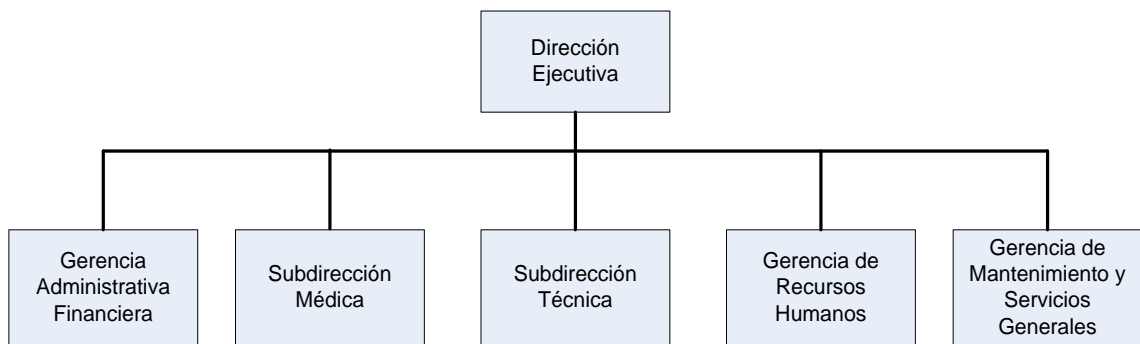 Dirección
Ejecutiva
Gerencia
Administrativa
Financiera
Subdirección
Médica
Subdirección
Técnica
Gerencia de
Recursos
Humanos
Gerencia de
Mantenimiento y
Servicios
Generales